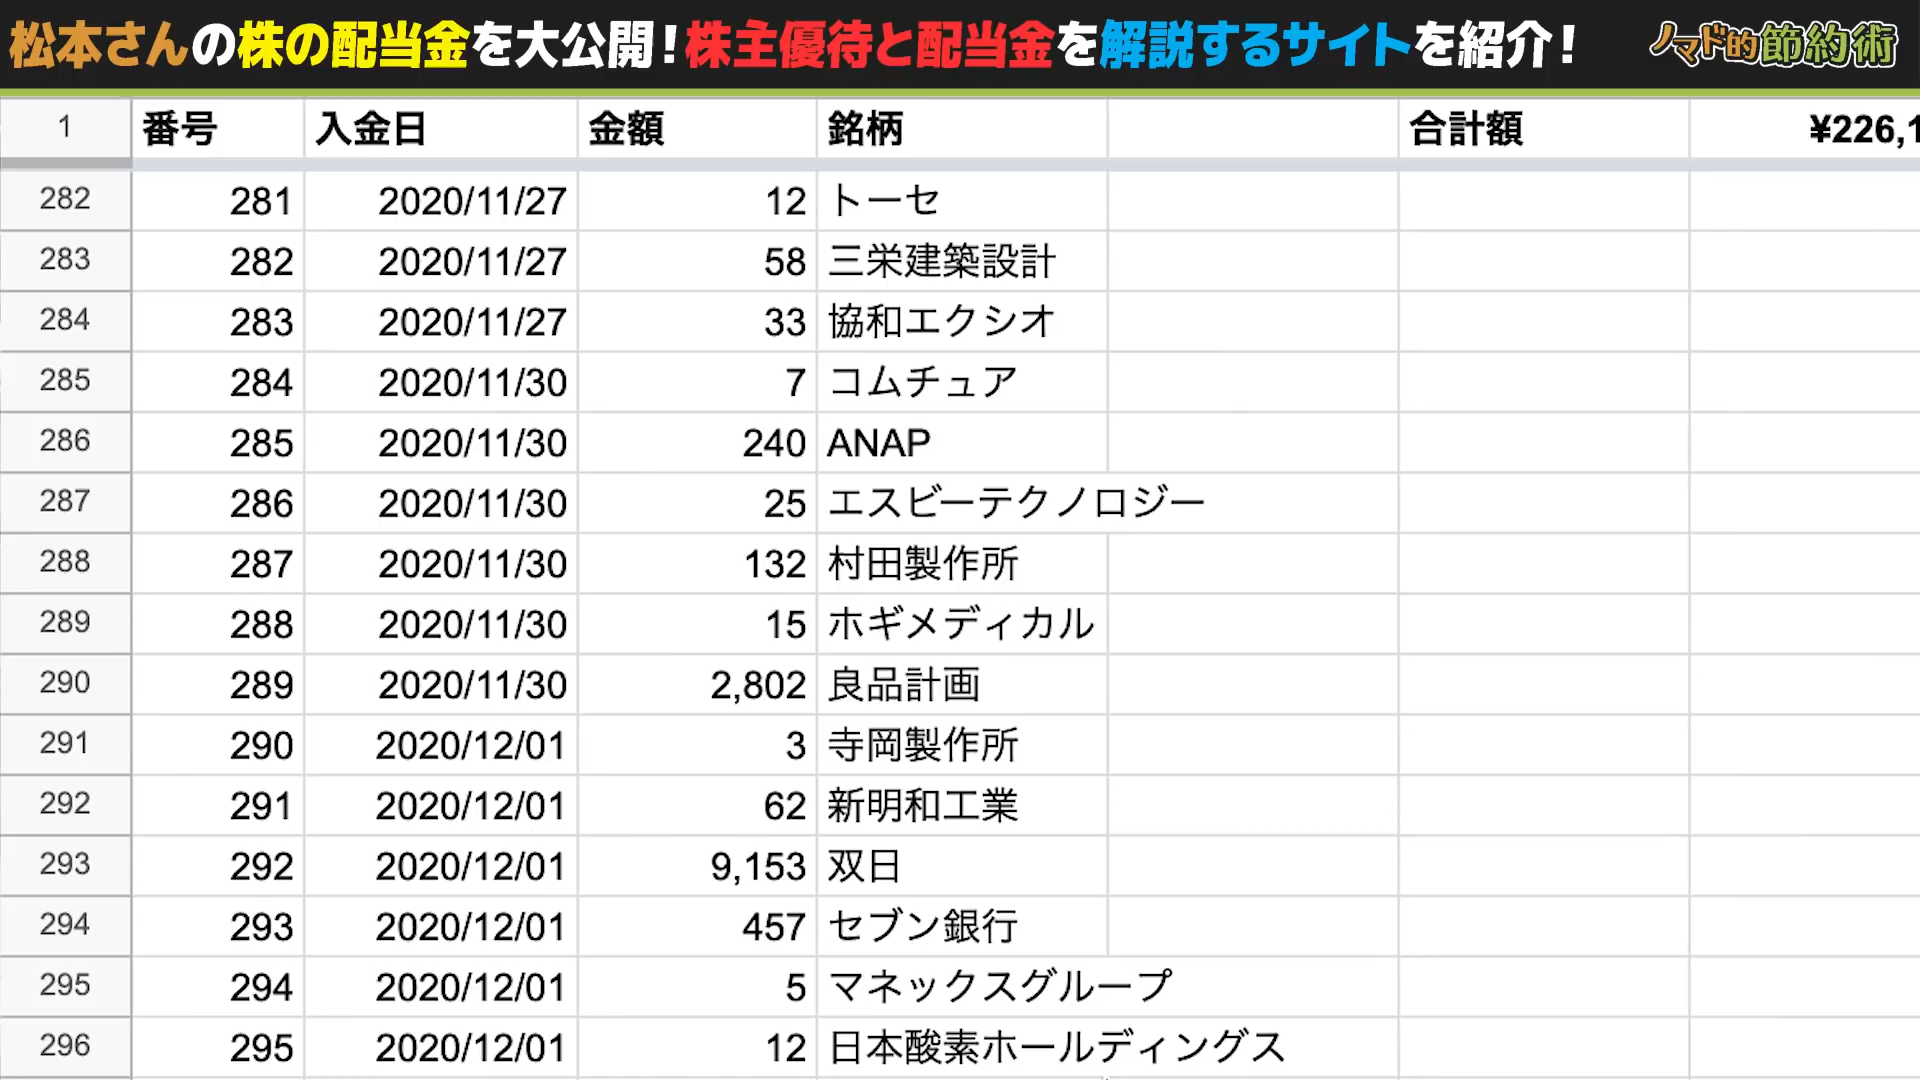 松本さんの株の配当金を大公開!株主優待と配当金を解説するサイトを紹介! ノマド的節約術
1 番号 入金日 金額 銘柄 合計額 ¥226,1
282 281 2020/11/27 12 トーセ
283 282 2020/11/27 58 三栄建築設計
284 283 2020/11/27 33 協和エクシオ
285 284 2020/11/30 7 コムチュア
286 285 2020/11/30 240 ANAP
287 286 2020/11/30 25 エスビーテクノロジー
288 287 2020/11/30 132 村田製作所
289 288 2020/11/30 15 ホギメディカル
290 289 2020/11/30 2,802 良品計画
291 290 2020/12/01 3 寺岡製作所
292 291 2020/12/01 62 新明和工業
293 292 2020/12/01 9,153 双日
294 293 2020/12/01 457 セブン銀行
295 294 2020/12/01 5 マネックスグループ
296 295 2020/12/01 12 日本酸素ホールディングス